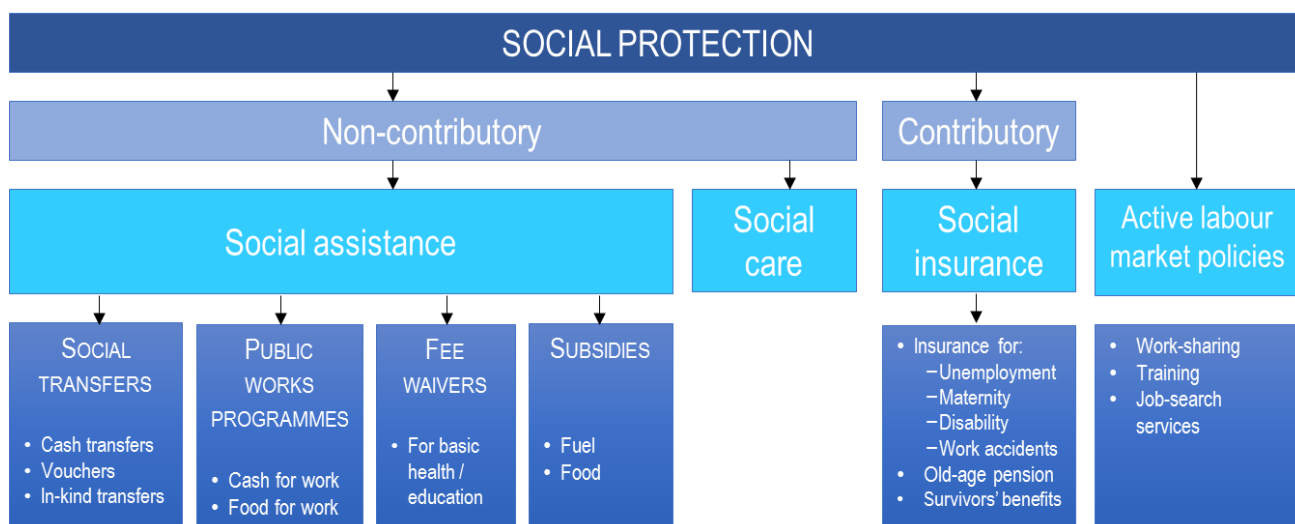 SOCIAL PROTECTION
Non-contributory
Contributory
Social assistance
Social
care
Social
insurance
Active labour
market policies
SOCIAL
TRANSFERS
• Cash transfers
• Vouchers
• In-kind transfers
PUBLIC
WORKS
PROGRAMMES
• Cash for work
• Food for work
FEE
WAIVERS
• For basic
health /
education
SUBSIDIES
• Fuel
• Food
• Insurance for:
–Unemployment
–Maternity
–Disability
–Work accidents
• Old-age pension
• Survivors’ benefits
• Work-sharing
• Training
• Job-search
services